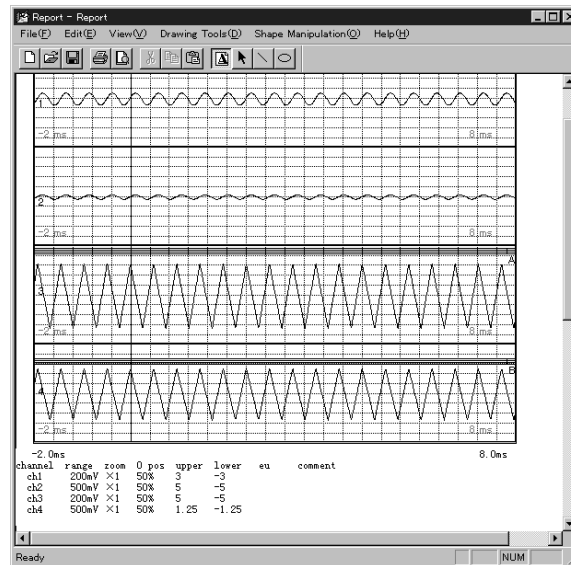 Report - Report
File(F) Edit(E) View(V) Drawing Tools(D) Shape Manipulation(O) Help(H)
A
1
-2 ms 8 ms
2
-2 ms 8 ms
A
3
-2 ms 8 ms
B
4
-2 ms 8 ms
-2.0ms 8.0ms
channel range zoom 0 pos upper lower eu comment
ch1 200mV ×1 50% 3 -3
ch2 500mV ×1 50% 5 -5
ch3 200mV ×1 50% 5 -5
ch4 500mV ×1 50% 1.25 -1.25
Ready NUM